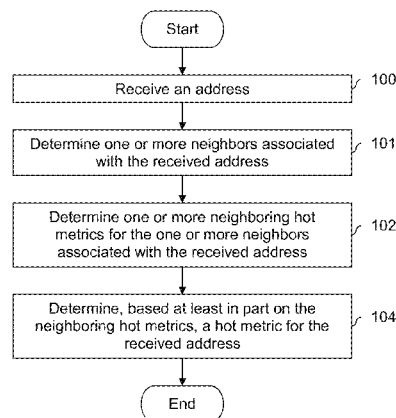 Start
Receive an address
100
Determine one or more neighbors associated
with the received address
101
Determine one or more neighboring hot
metrics for the one or more neighbors
associated with the received address
102
Determine, based at least in part on the
neighboring hot metrics, a hot metric for the
received address
104
End